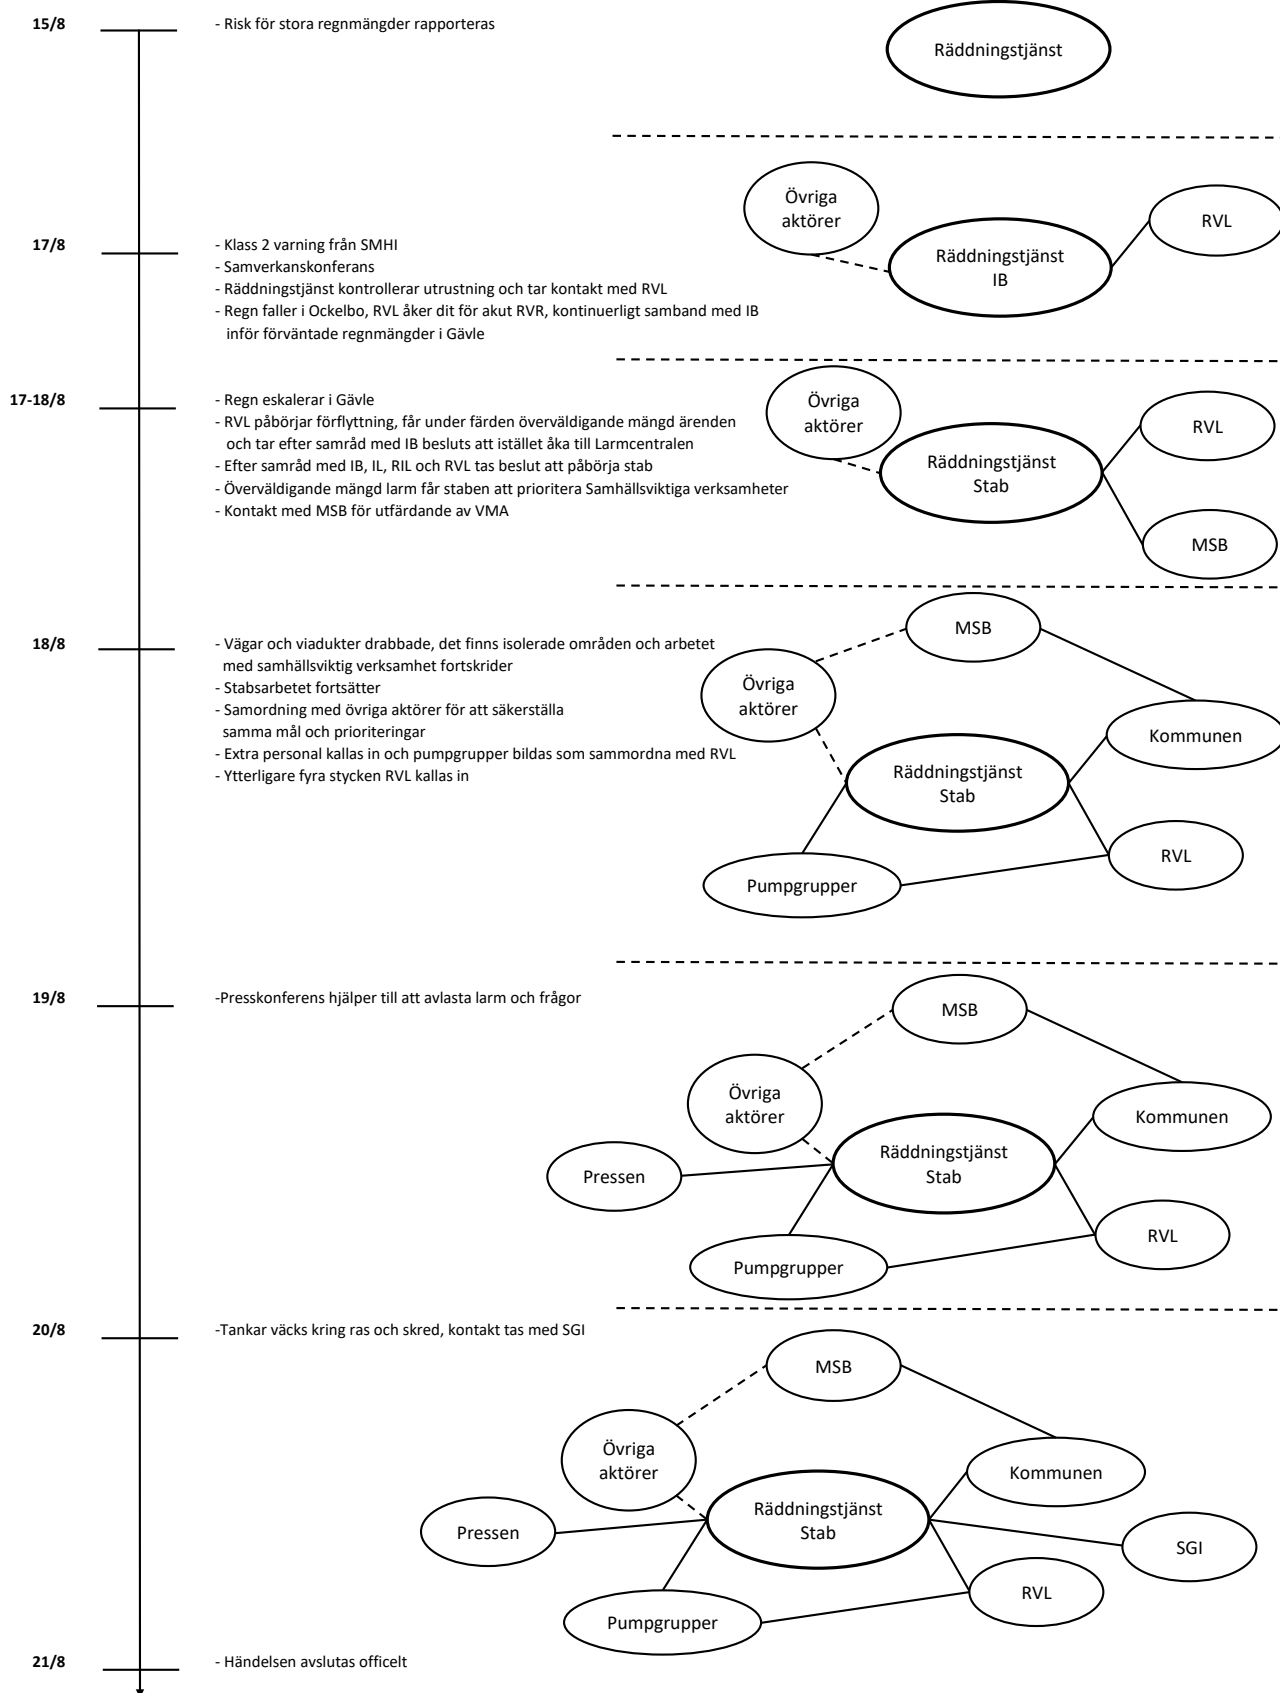 15/8
- Risk för stora regnmängder rapporteras
Räddningstjänst
17/8
- Klass 2 varning från SMHI
- Samverkanskonferans
- Räddningstjänst kontrollerar utrustning och tar kontakt med RVL
- Regn faller i Ockelbo, RVL åker dit för akut RVR, kontinuerligt samband med IB
inför förväntade regnmängder i Gävle
Övriga
aktörer
Räddningstjänst
IB
RVL
17-18/8
- Regn eskalerar i Gävle
- RVL påbörjar förflyttning, får under färden överväldigande mängd ärenden
och tar efter samråd med IB besluts att istället åka till Larmcentralen
- Efter samråd med IB, IL, RIL och RVL tas beslut att påbörja stab
- Överväldigande mängd larm får staben att prioritera Samhällsviktiga verksamheter
- Kontakt med MSB för utfärdande av VMA
Övriga
aktörer
Räddningstjänst
Stab
RVL
MSB
18/8
- Vägar och viadukter drabbade, det finns isolerade områden och arbetet
med samhällsviktig verksamhet fortskrider
- Stabsarbetet fortsätter
- Samordning med övriga aktörer för att säkerställa
samma mål och prioriteringar
- Extra personal kallas in och pumpgrupper bildas som sammordna med RVL
- Ytterligare fyra stycken RVL kallas in
MSB
Övriga
aktörer
Kommunen
Räddningstjänst
Stab
RVL
Pumpgrupper
19/8
-Presskonferens hjälper till att avlasta larm och frågor
MSB
Övriga
aktörer
Kommunen
Räddningstjänst
Stab
Pressen
RVL
Pumpgrupper
20/8
-Tankar väcks kring ras och skred, kontakt tas med SGI
MSB
Övriga
aktörer
Kommunen
Räddningstjänst
Stab
Pressen
SGI
RVL
Pumpgrupper
21/8
- Händelsen avslutas officelt